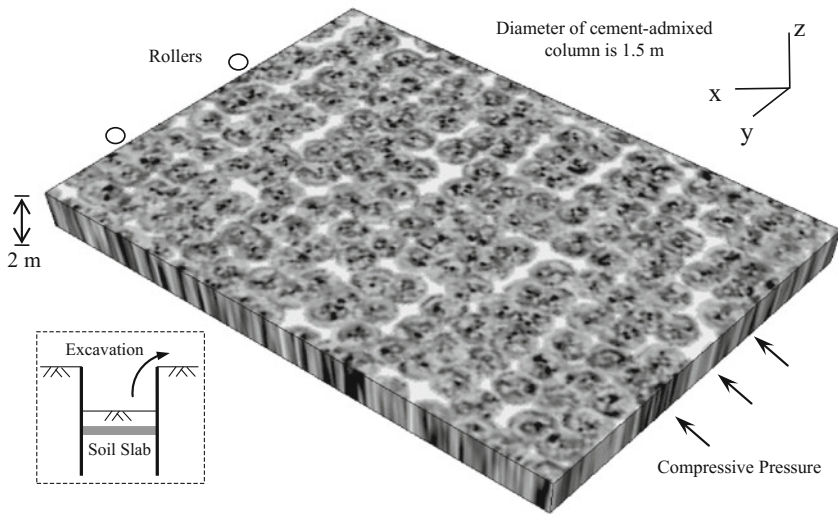 Rollers
Diameter of cement-admixed
column is 1.5 m
z
x
y
2 m
Excavation
Soil Slab
Compressive Pressure